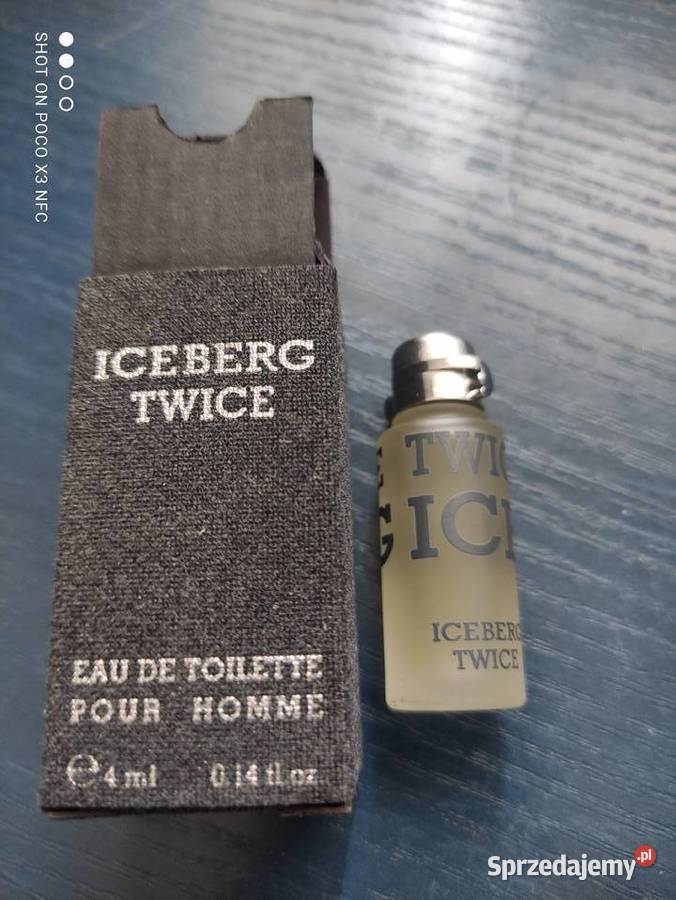 SHOT ON POCO X3 NFC
ICEBERG
TWICE
EAU DE TOILETTE
POUR HOMME
℮ 4 ml 0.14 fl oz
TWIC
ICE
ICEBERG
TWICE
Sprzedajemy.pl